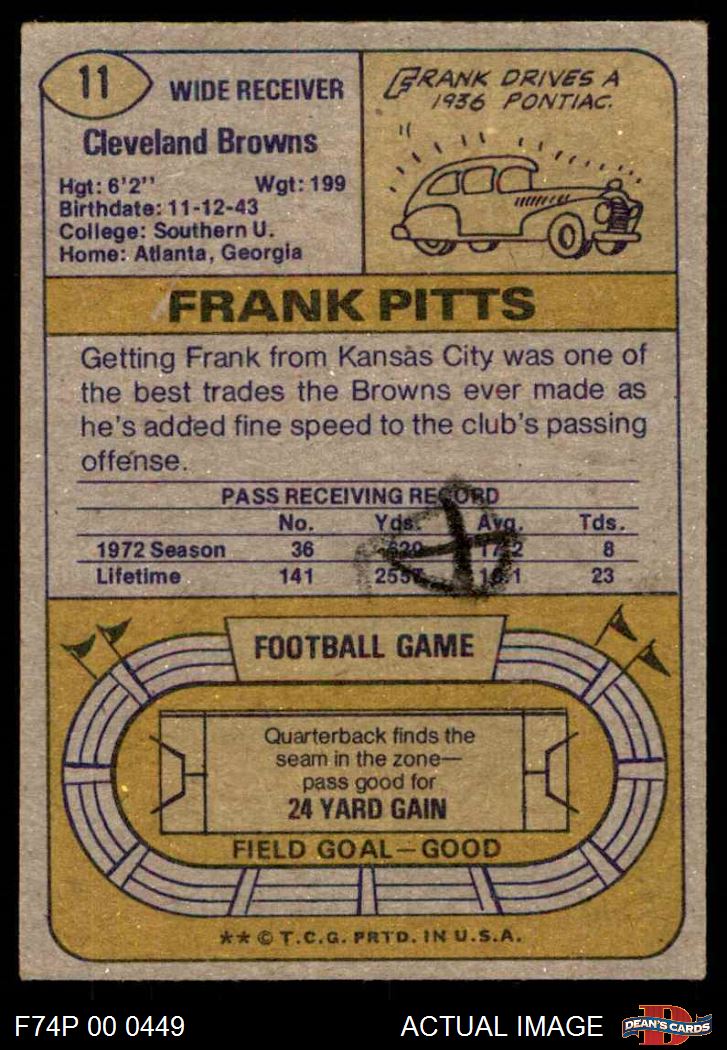 11
WIDE RECEIVER
Cleveland Browns
Hgt: 6'2" Wgt: 199
Birthdate: 11-12-43
College: Southern U.
Home: Atlanta, Georgia
FRANK DRIVES A
1936 PONTIAC.
FRANK PITTS
Getting Frank from Kansas City was one of
the best trades the Browns ever made as
he's added fine speed to the club's passing
offense.
PASS RECEIVING RECORD
No. Yds. Avg. Tds.
1972 Season 36 620 17.2 8
Lifetime 141 2557 23
FOOTBALL GAME
Quarterback finds the
seam in the zone—
pass good for
24 YARD GAIN
FIELD GOAL—GOOD
** © T.C.G. PRTD. IN U.S.A.
F74P 00 0449
ACTUAL IMAGE
D
DEAN'S CARDS